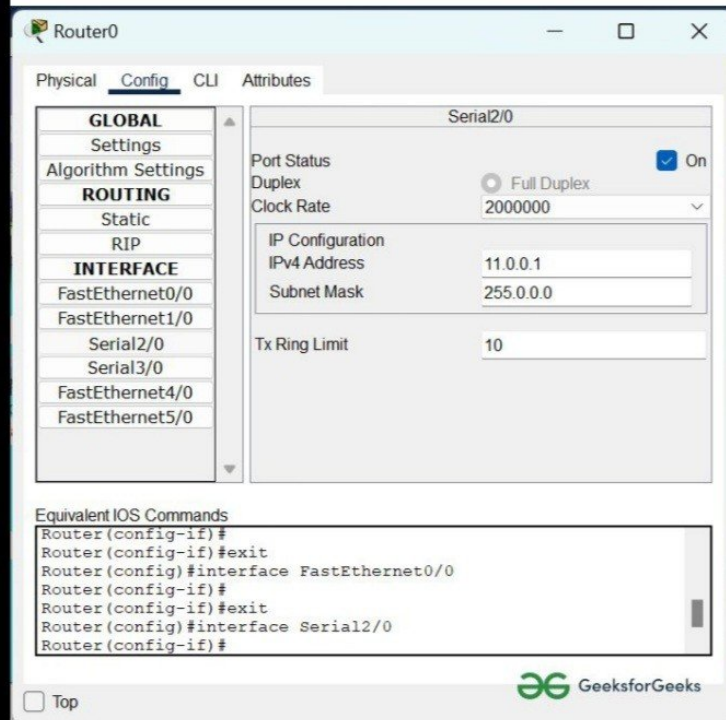 Router0
Physical Config CLI Attributes
GLOBAL
Settings
Algorithm Settings
ROUTING
Static
RIP
INTERFACE
FastEthernet0/0
FastEthernet1/0
Serial2/0
Serial3/0
FastEthernet4/0
FastEthernet5/0
Serial2/0
Port Status On
Duplex Full Duplex
Clock Rate 2000000
IP Configuration
IPv4 Address 11.0.0.1
Subnet Mask 255.0.0.0
Tx Ring Limit 10
Equivalent IOS Commands
Router(config-if)#
Router(config-if)#exit
Router(config)#interface FastEthernet0/0
Router(config-if)#
Router(config-if)#exit
Router(config)#interface Serial2/0
Router(config-if)#
GeeksforGeeks
Top